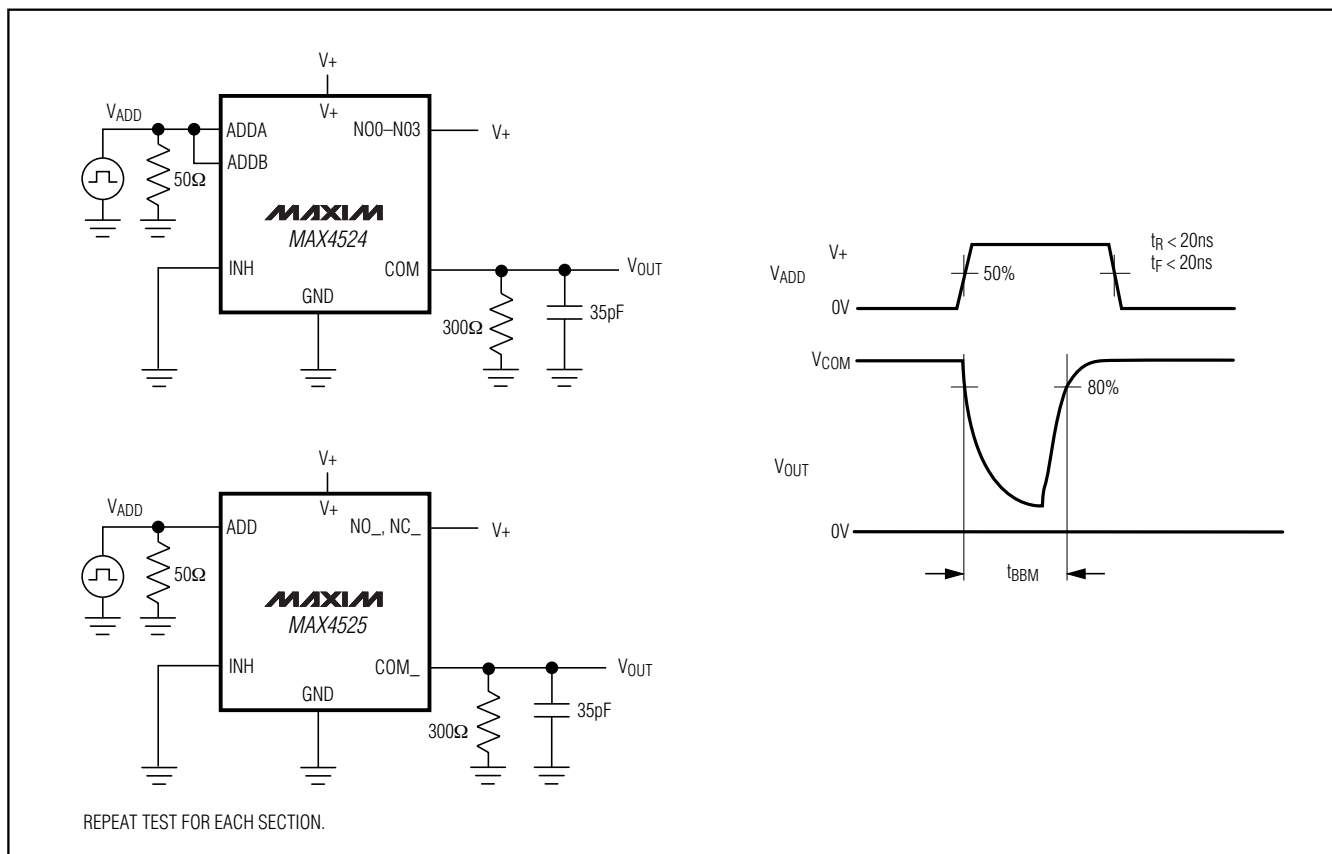 V+
V+
VADD
ADDA
NO0–N03
V+
ADDB
50Ω
MAXIM
MAX4524
INH
COM
VOUT
GND
300Ω
35pF
V+
V+
VADD
ADD
NO_, NC_
V+
50Ω
MAXIM
MAX4525
INH
COM_
VOUT
GND
300Ω
35pF
REPEAT TEST FOR EACH SECTION.
V+
VADD
50%
tR < 20ns
tF < 20ns
0V
VCOM
80%
VOUT
0V
tBBM